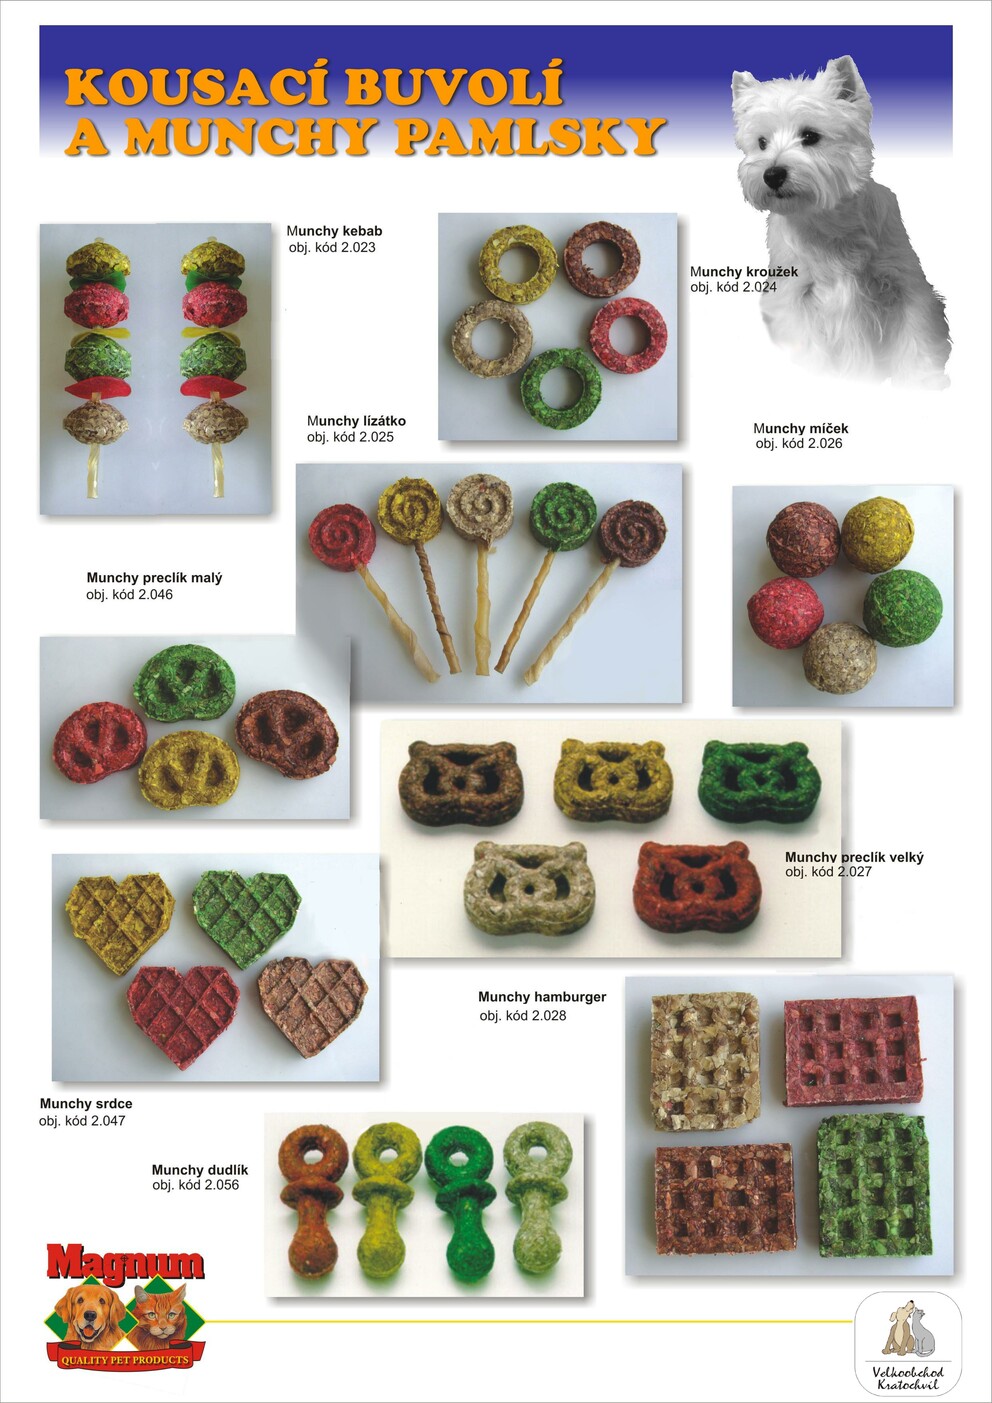 KOUSACÍ BUVOLÍ
A MUNCHY PAMLSKY
Munchy kebab
obj. kód 2.023
Munchy kroužek
obj. kód 2.024
Munchy lízátko
obj. kód 2.025
Munchy míček
obj. kód 2.026
Munchy preclík malý
obj. kód 2.046
Munchy preclík velký
obj. kód 2.027
Munchy hamburger
obj. kód 2.028
Munchy srdce
obj. kód 2.047
Munchy dudlík
obj. kód 2.056
Magnum
QUALITY PET PRODUCTS
Velkoobchod
Kratochvíl